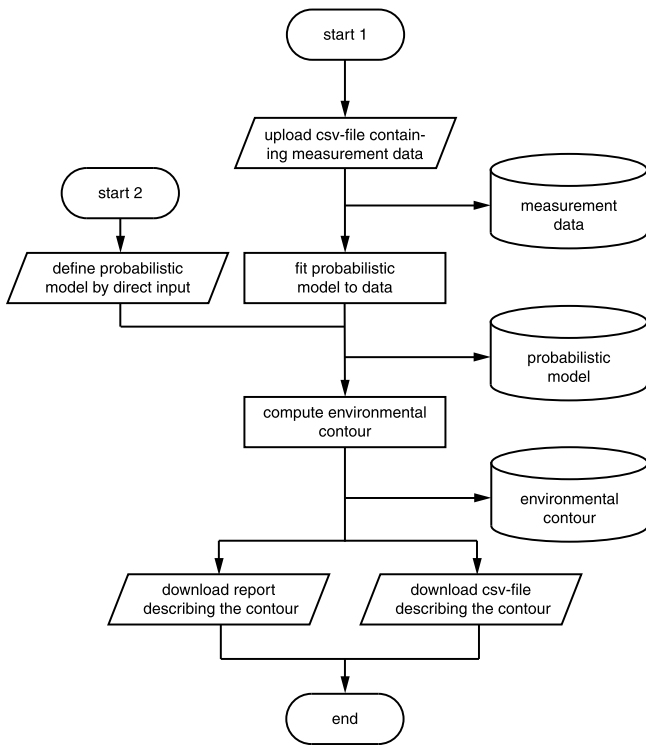 start 1
upload csv-file contain-
ing measurement data
start 2
measurement
data
define probabilistic
model by direct input
fit probabilistic
model to data
probabilistic
model
compute environmental
contour
environmental
contour
download report
describing the contour
download csv-file
describing the contour
end